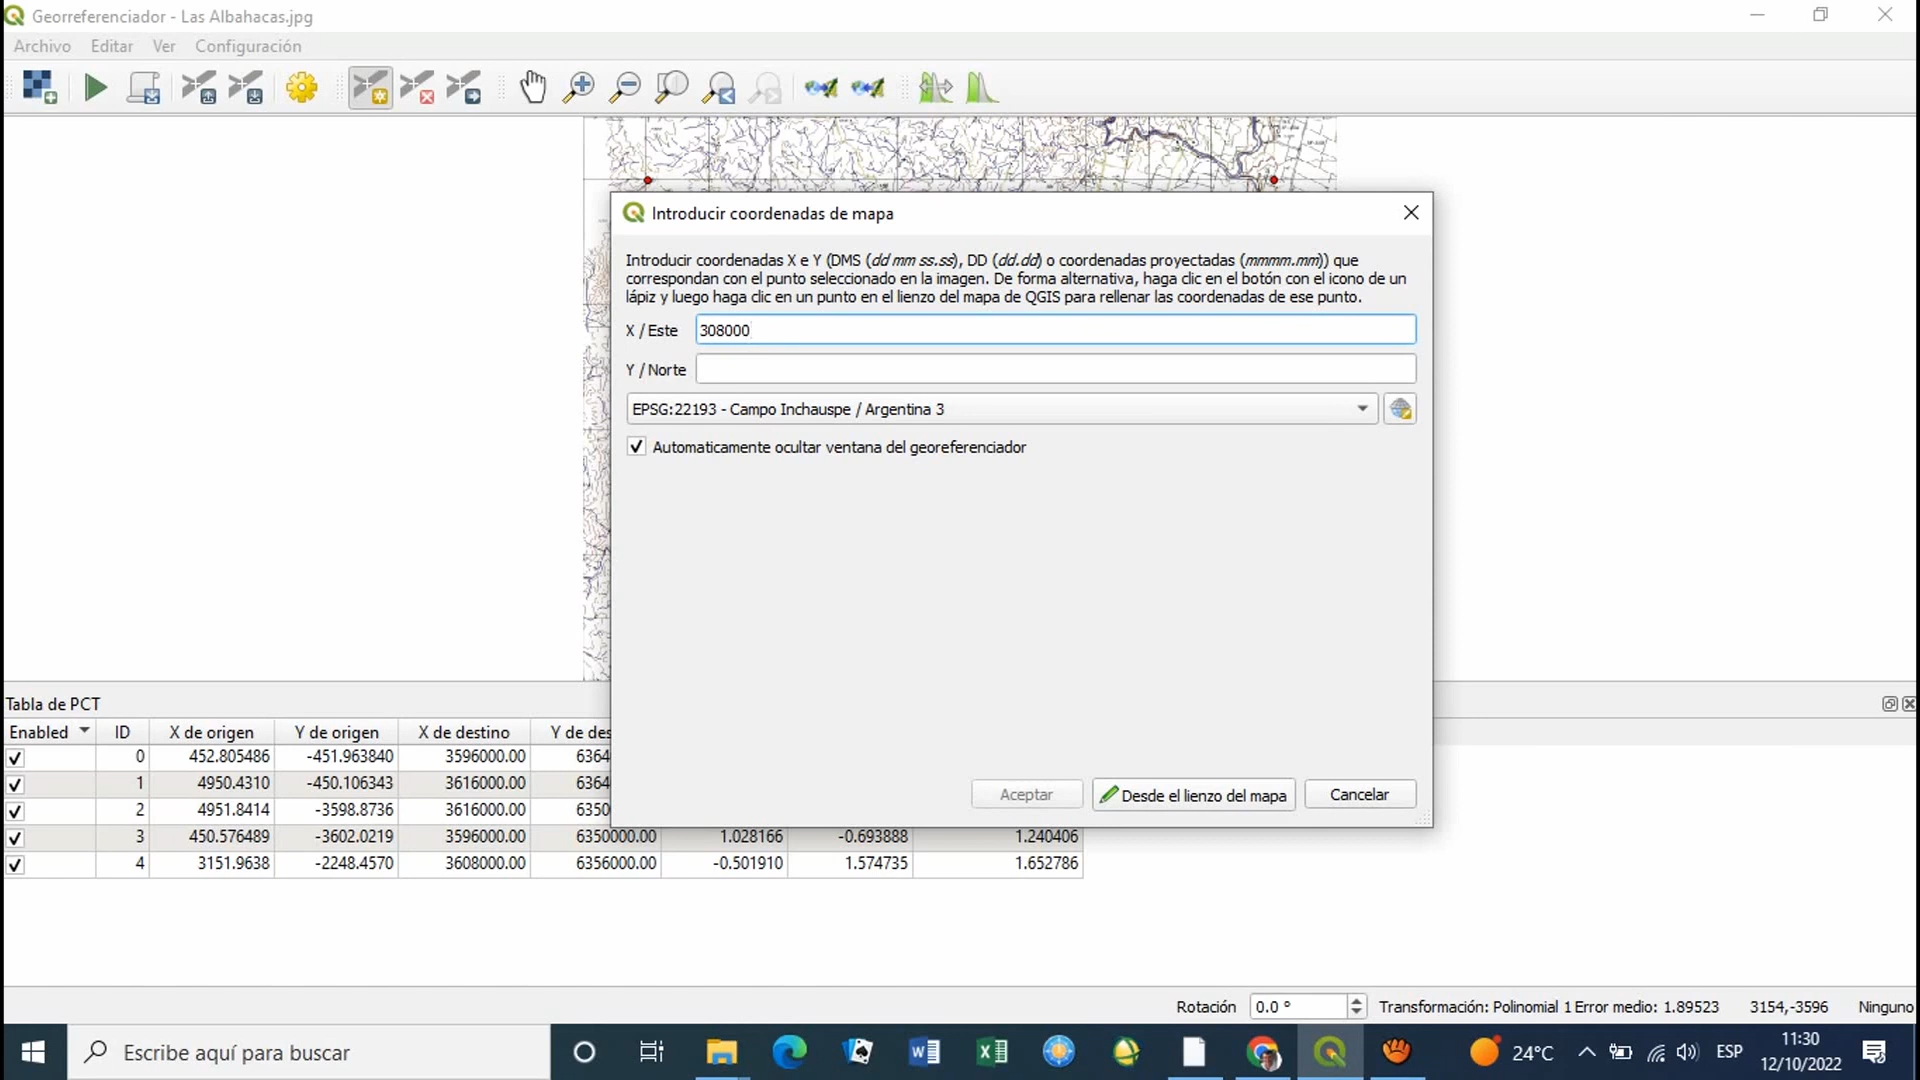 Georreferenciador - Las Albahacas.jpg
Archivo Editar Ver Configuración
Introducir coordenadas de mapa
Introducir coordenadas X e Y (DMS (dd mm ss.ss), DD (dd.dd) o coordenadas proyectadas (mmmm.mm)) que
correspondan con el punto seleccionado en la imagen. De forma alternativa, haga clic en el botón con el icono de un
lápiz y luego haga clic en un punto en el lienzo del mapa de QGIS para rellenar las coordenadas de ese punto.
X / Este 308000
Y / Norte
EPSG:22193 - Campo Inchauspe / Argentina 3
Automaticamente ocultar ventana del georeferenciador
Aceptar Desde el lienzo del mapa Cancelar
Tabla de PCT
Enabled ID X de origen Y de origen X de destino Y de des
0 452.805486 -451.963840 3596000.00 6364
1 4950.4310 -450.106343 3616000.00 6364
2 4951.8414 -3598.8736 3616000.00 6350
3 450.576489 -3602.0219 3596000.00 6350000.00 1.028166 -0.693888 1.240406
4 3151.9638 -2248.4570 3608000.00 6356000.00 -0.501910 1.574735 1.652786
Rotación 0.0 ° Transformación: Polinomial 1 Error medio: 1.89523 3154,-3596 Ninguno
Escribe aquí para buscar
24°C ESP 11:30
12/10/2022